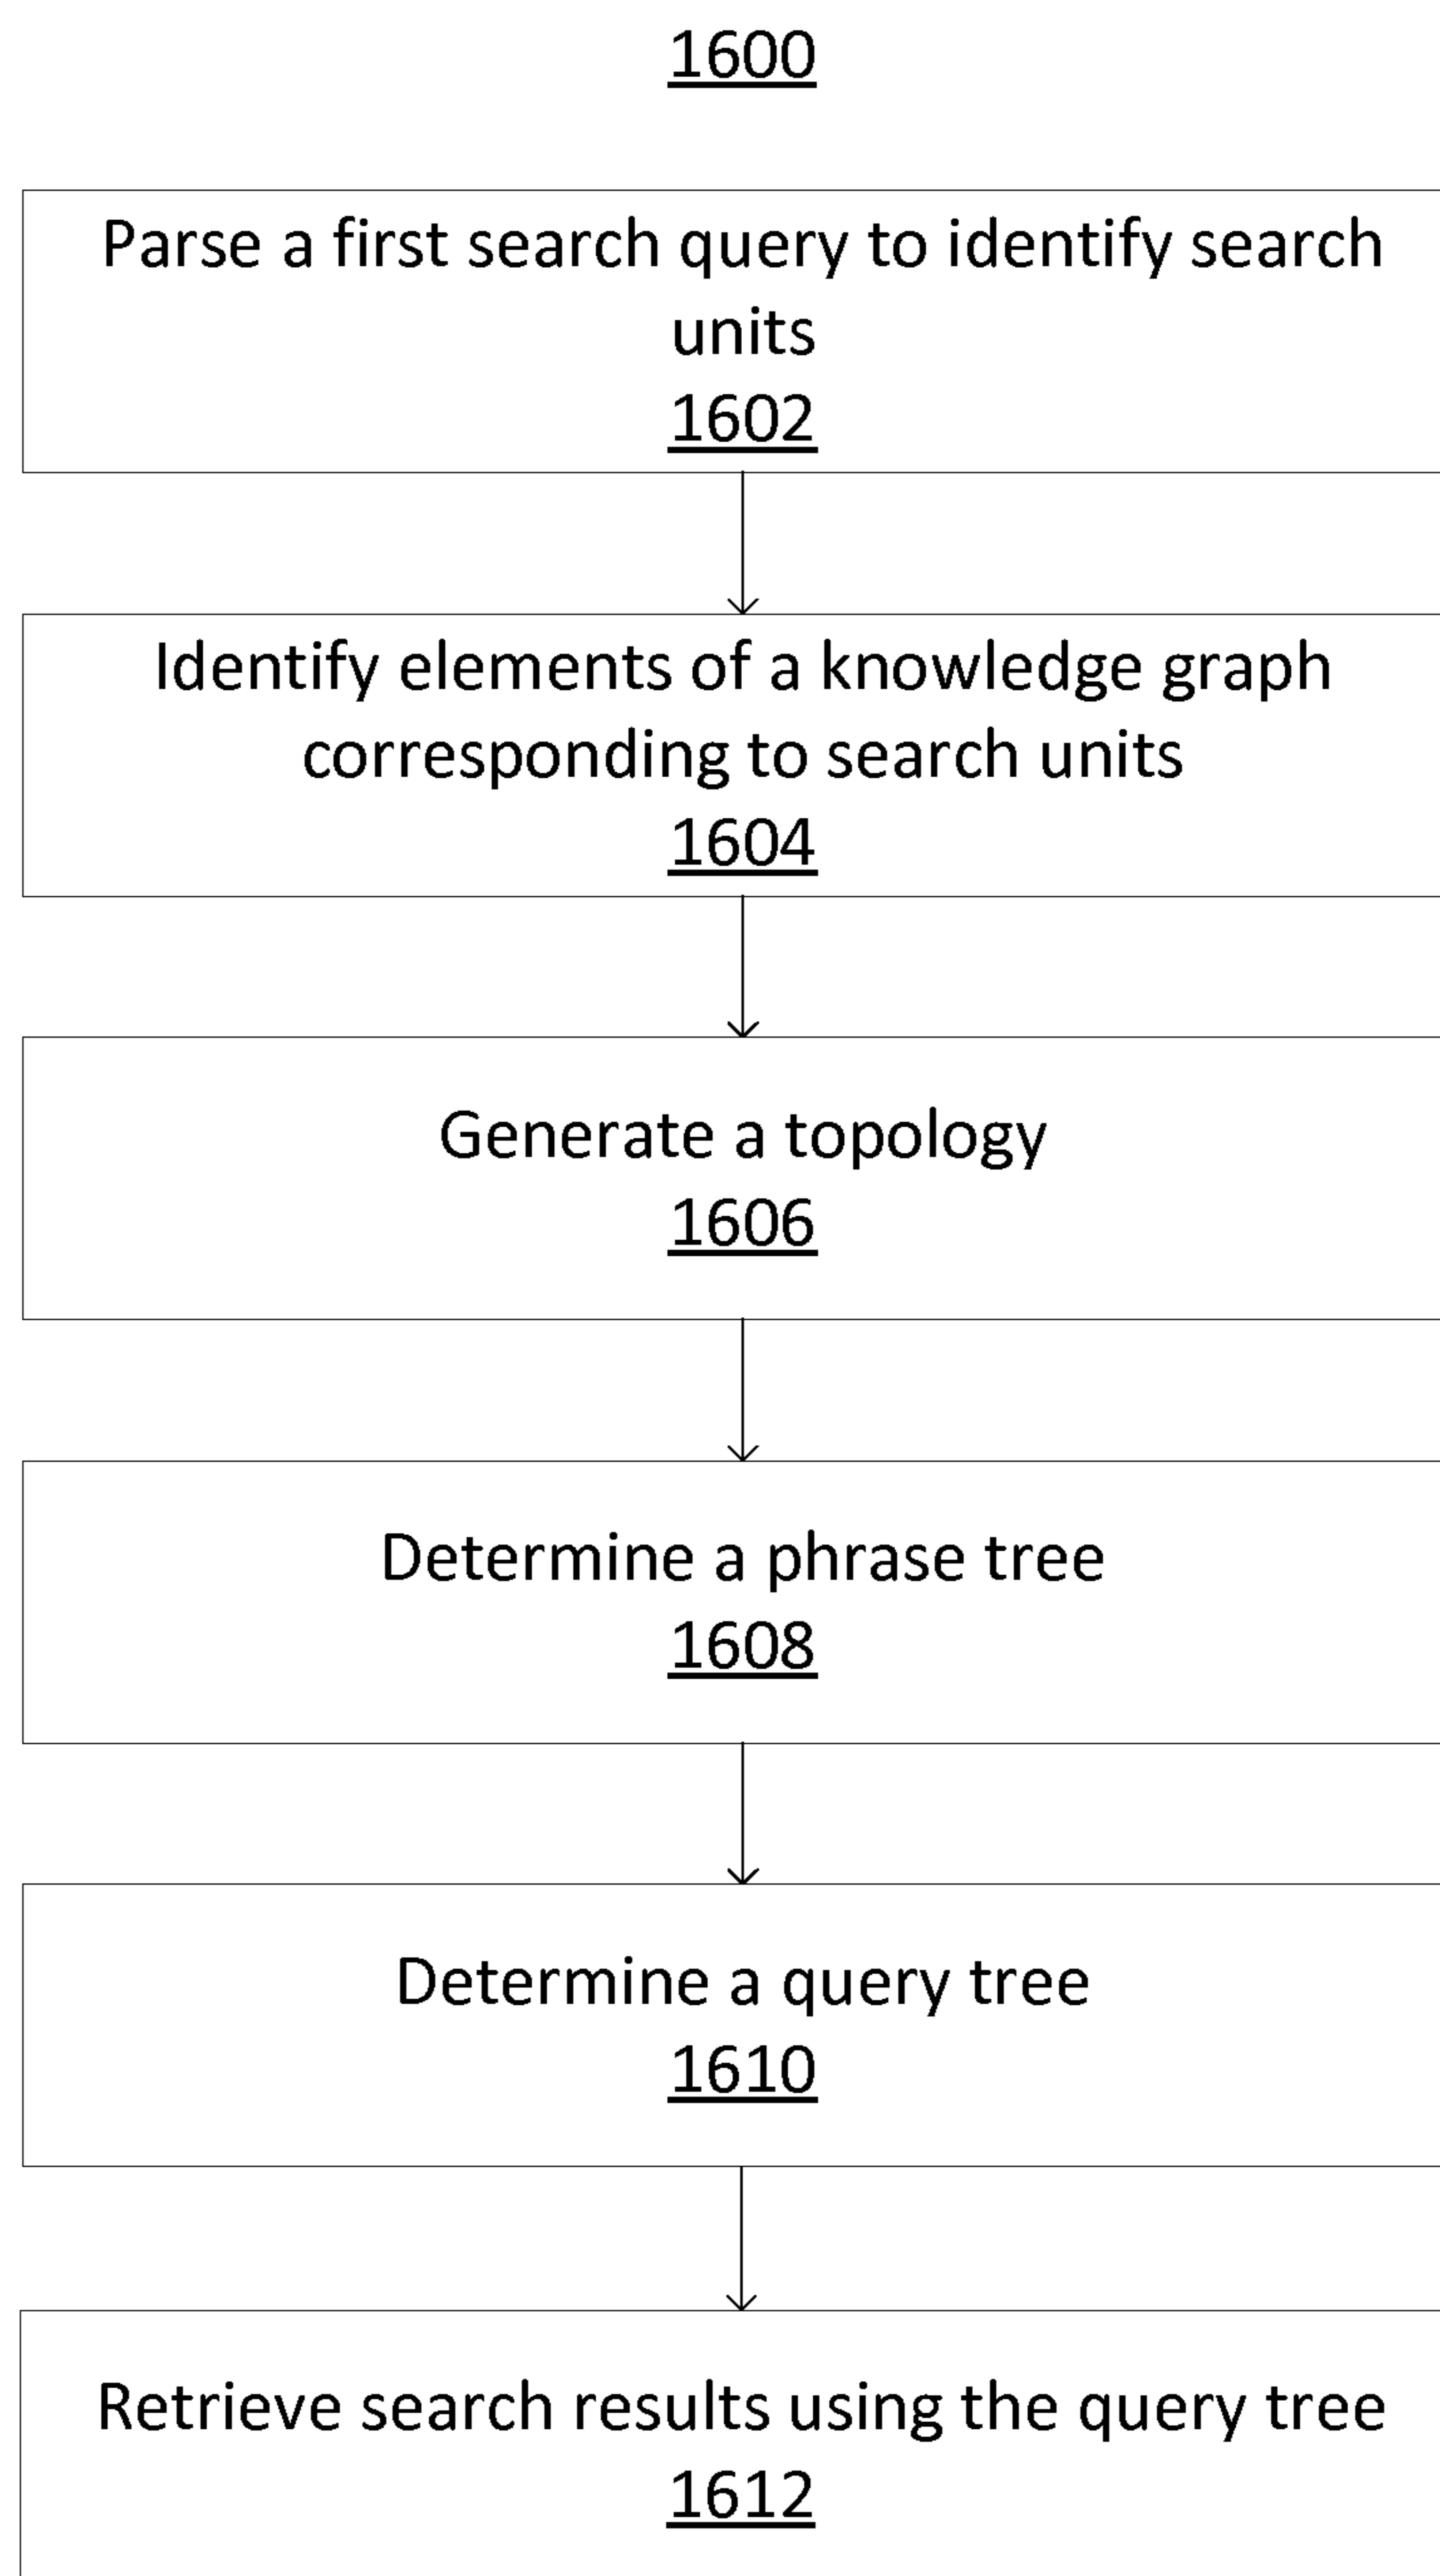 1600
Parse a first search query to identify search
units
1602
Identify elements of a knowledge graph
corresponding to search units
1604
Generate a topology
1606
Determine a phrase tree
1608
Determine a query tree
1610
Retrieve search results using the query tree
1612